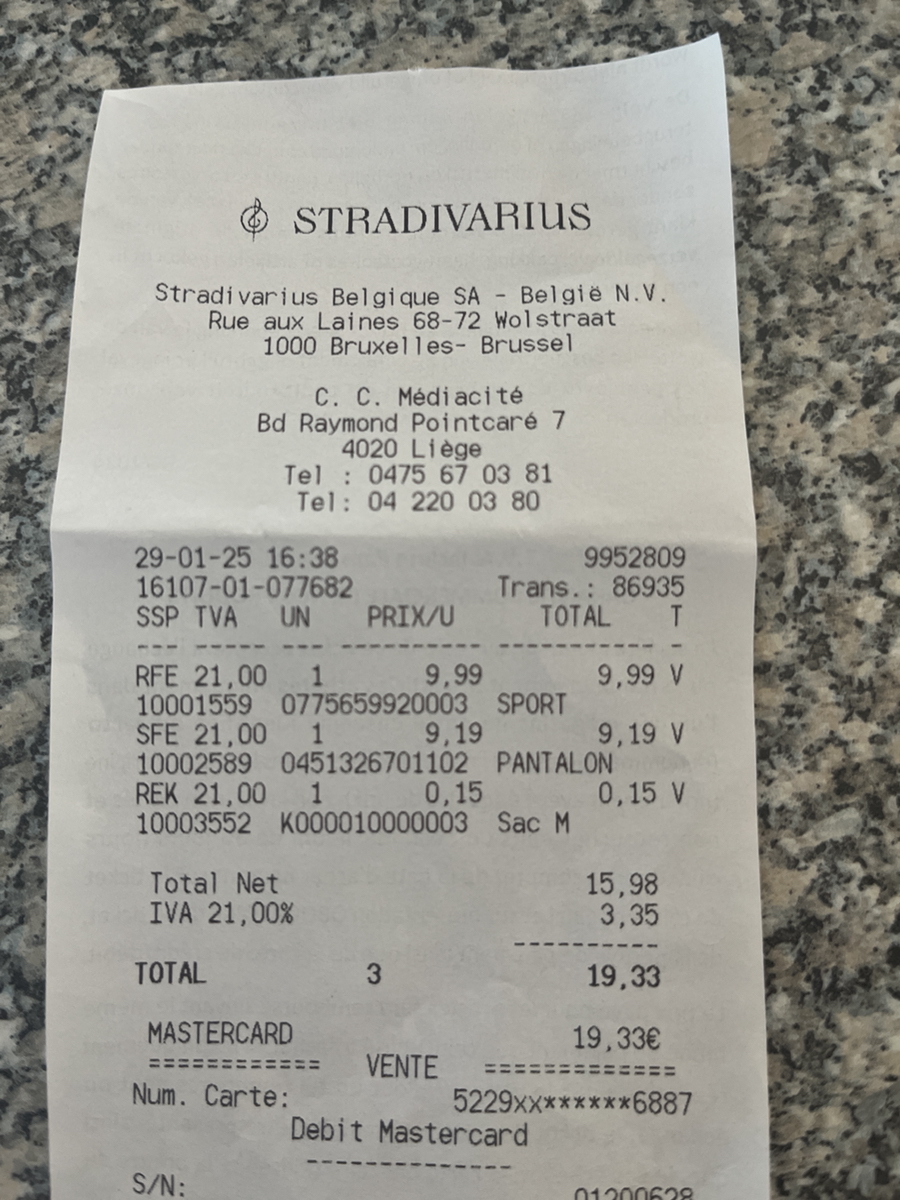 STRADIVARIUS
Stradivarius Belgique SA - België N.V.
Rue aux Laines 68-72 Wolstraat
1000 Bruxelles- Brussel
C. C. Médiacité
Bd Raymond Pointcaré 7
4020 Liège
Tel : 0475 67 03 81
Tel: 04 220 03 80
29-01-25 16:38 9952809
16107-01-077682 Trans.: 86935
SSP TVA UN PRIX/U TOTAL T
--- ----- --- ---------- ------------- -
RFE 21,00 1 9,99 9,99 V
10001559 0775659920003 SPORT
SFE 21,00 1 9,19 9,19 V
10002589 0451326701102 PANTALON
REK 21,00 1 0,15 0,15 V
10003552 K000010000003 Sac M
Total Net 15,98
IVA 21,00% 3,35
----------
TOTAL 3 19,33
MASTERCARD 19,33€
============ VENTE =============
Num. Carte: 5229xx******6887
Debit Mastercard
--------------
S/N: 01200628